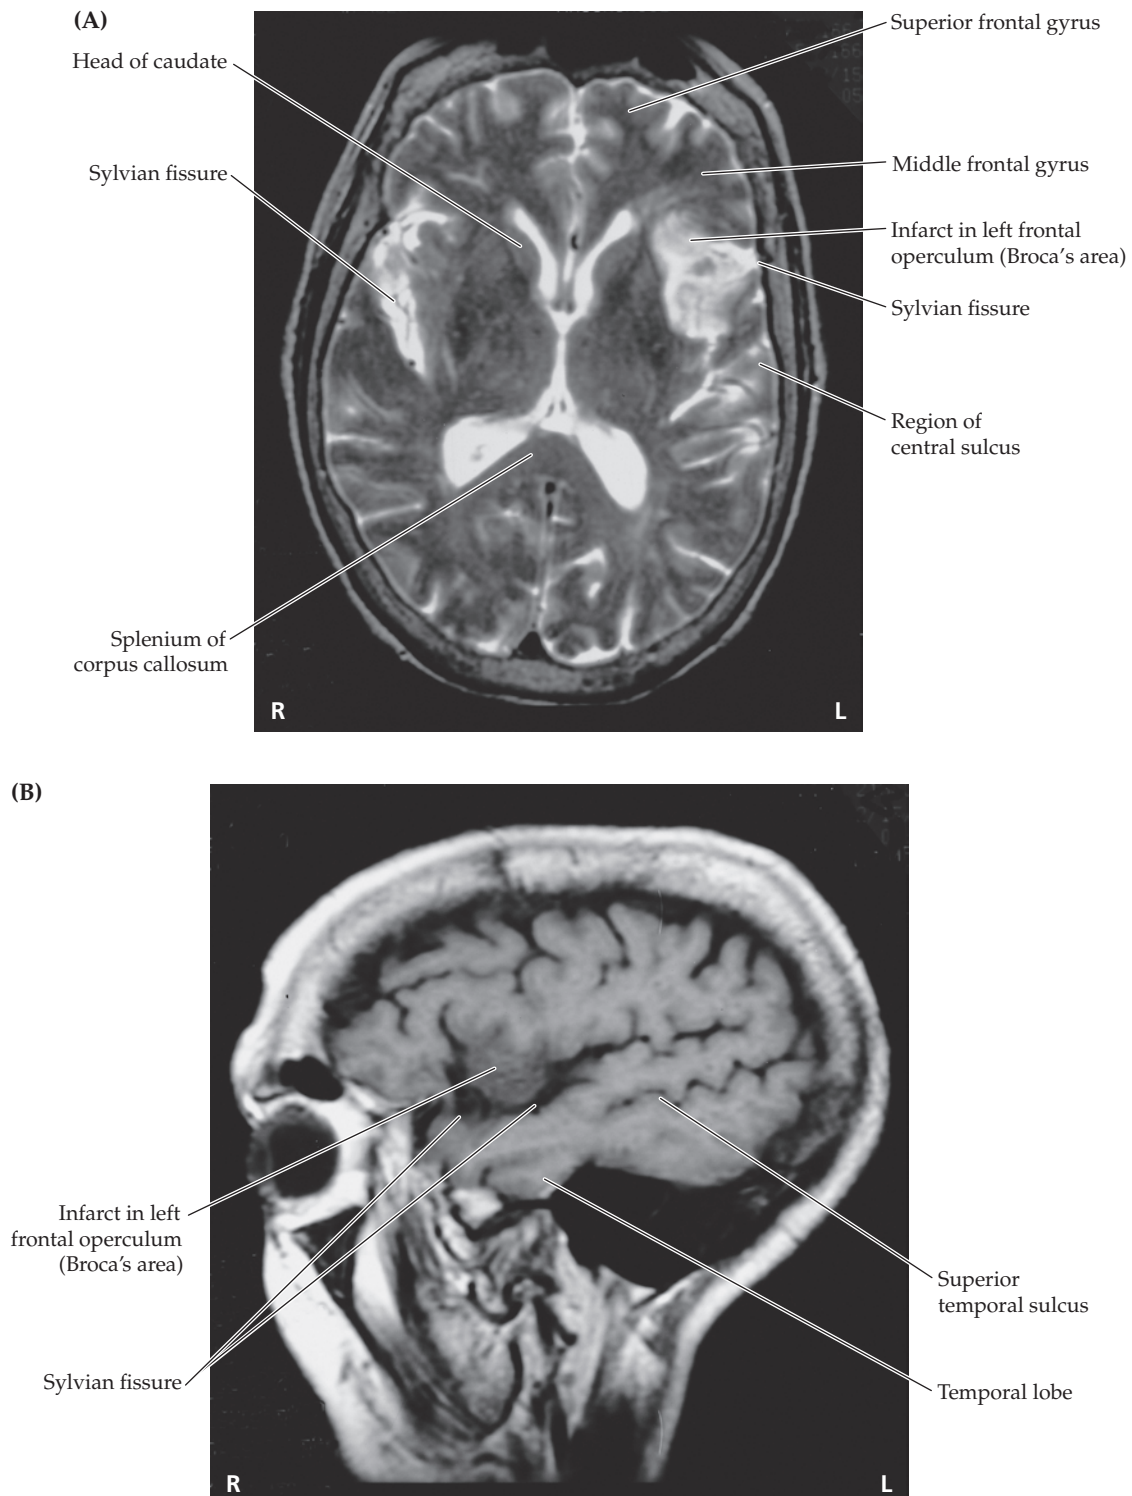 (A)
Superior frontal gyrus
Head of caudate
Middle frontal gyrus
Sylvian fissure
Infarct in left frontal
operculum (Broca’s area)
Sylvian fissure
Region of
central sulcus
Splenium of
corpus callosum
R
L
(B)
Infarct in left
frontal operculum
(Broca’s area)
Superior
temporal sulcus
Sylvian fissure
Temporal lobe
R
L